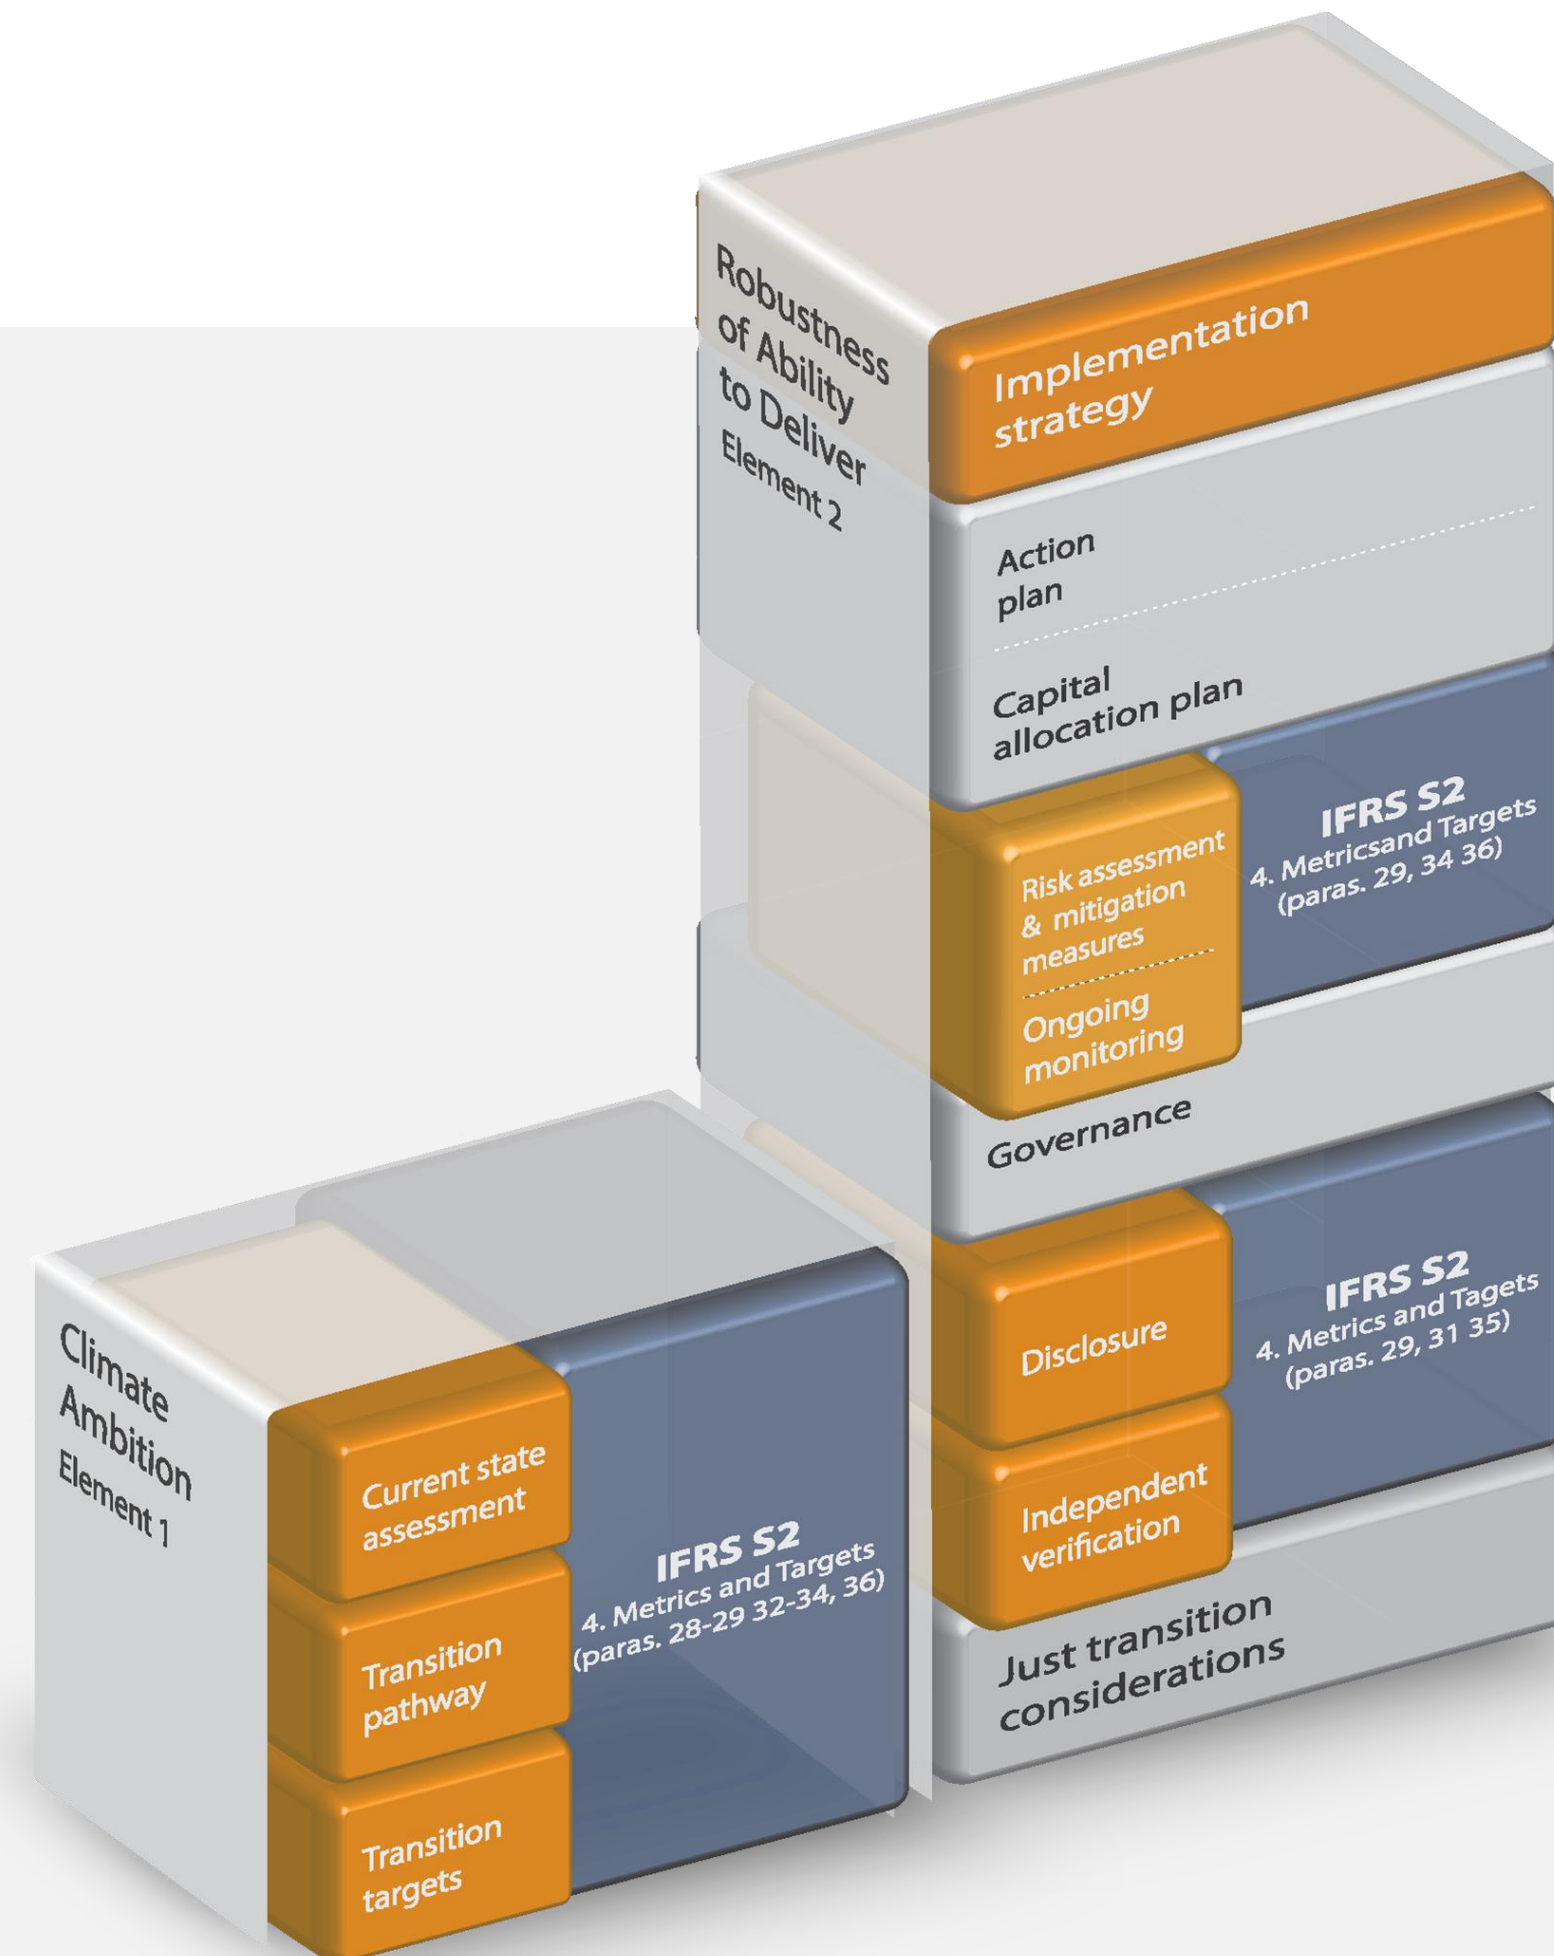 Robustness
of Ability
to Deliver
Element 2
Implementation
strategy
Action
plan
Capital
allocation plan
Risk assessment
& mitigation
measures
Ongoing
monitoring
IFRS S2
4. Metricsand Targets
(paras. 29, 34 36)
Governance
Disclosure
Independent
verification
IFRS S2
4. Metrics and Tagets
(paras. 29, 31 35)
Just transition
considerations
Climate
Ambition
Element 1
Current state
assessment
Transition
pathway
Transition
targets
IFRS S2
4. Metrics and Targets
(paras. 28-29 32-34, 36)